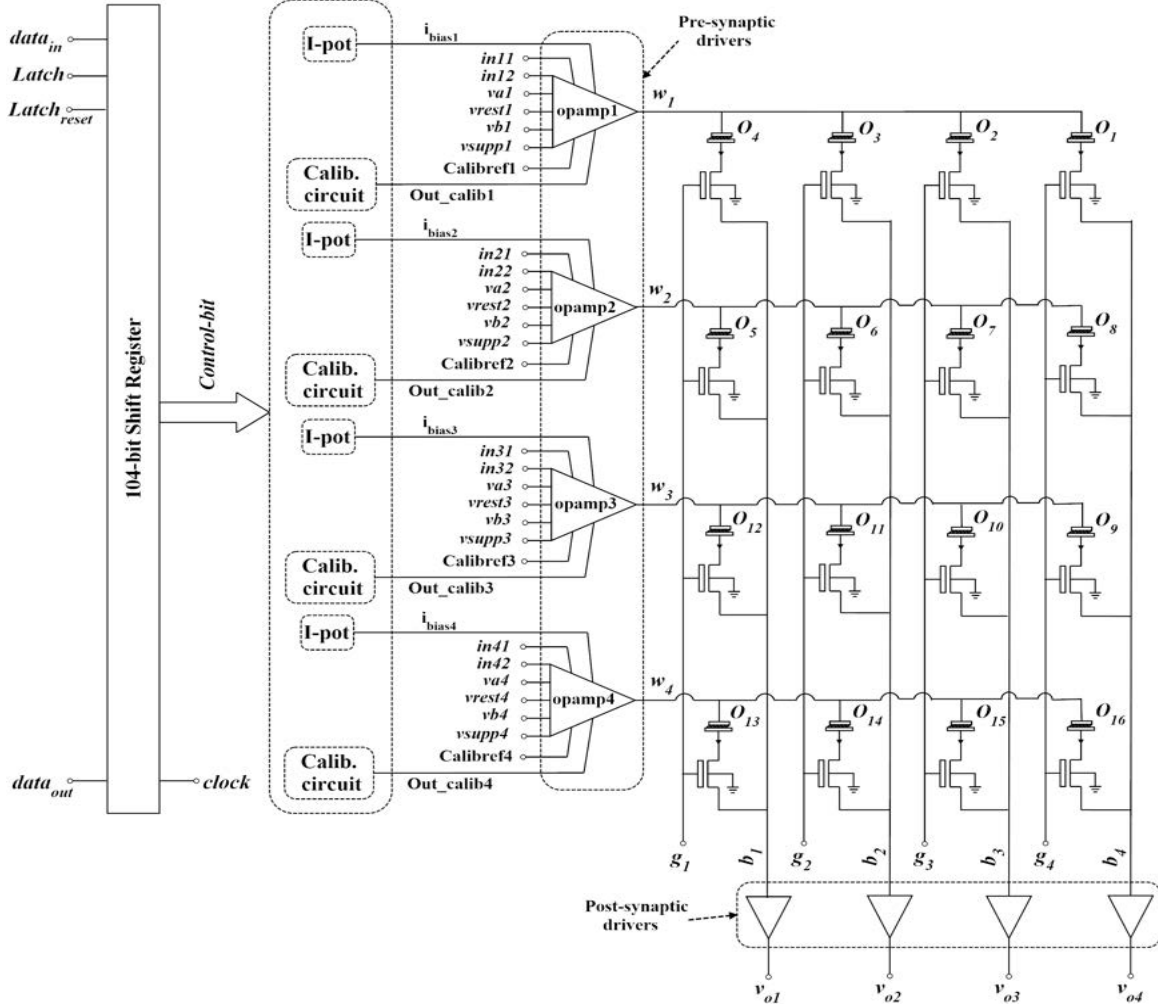 data_in
Latch
Latch_reset
104-bit Shift Register
data_out
clock
Control-bit
I-pot
i_bias1
in11
in12
va1
vrest1
vb1
vsupp1
Calibref1
opamp1
Calib.
circuit
Out_calib1
I-pot
i_bias2
in21
in22
va2
vrest2
vb2
vsupp2
Calibref2
opamp2
Calib.
circuit
Out_calib2
I-pot
i_bias3
in31
in32
va3
vrest3
vb3
vsupp3
Calibref3
opamp3
Calib.
circuit
Out_calib3
I-pot
i_bias4
in41
in42
va4
vrest4
vb4
vsupp4
Calibref4
opamp4
Calib.
circuit
Out_calib4
Pre-synaptic
drivers
w_1
O_4
O_3
O_2
O_1
w_2
O_5
O_6
O_7
O_8
w_3
O_12
O_11
O_10
O_9
w_4
O_13
O_14
O_15
O_16
g_1
b_1
g_2
b_2
g_3
b_3
g_4
b_4
Post-synaptic
drivers
v_o1
v_o2
v_o3
v_o4